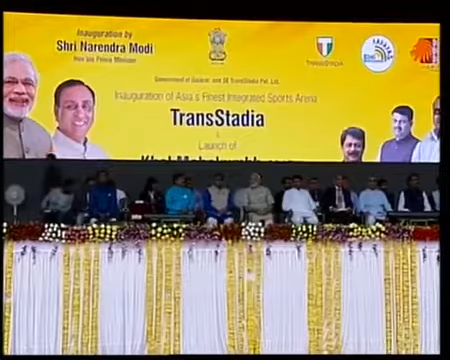 Inauguration by
Shri Narendra Modi
Hon'ble Prime Minister
Government of Gujarat and SE TransStadia Pvt. Ltd.
Inauguration of Asia's Finest Integrated Sports Arena
TransStadia
&
Launch of